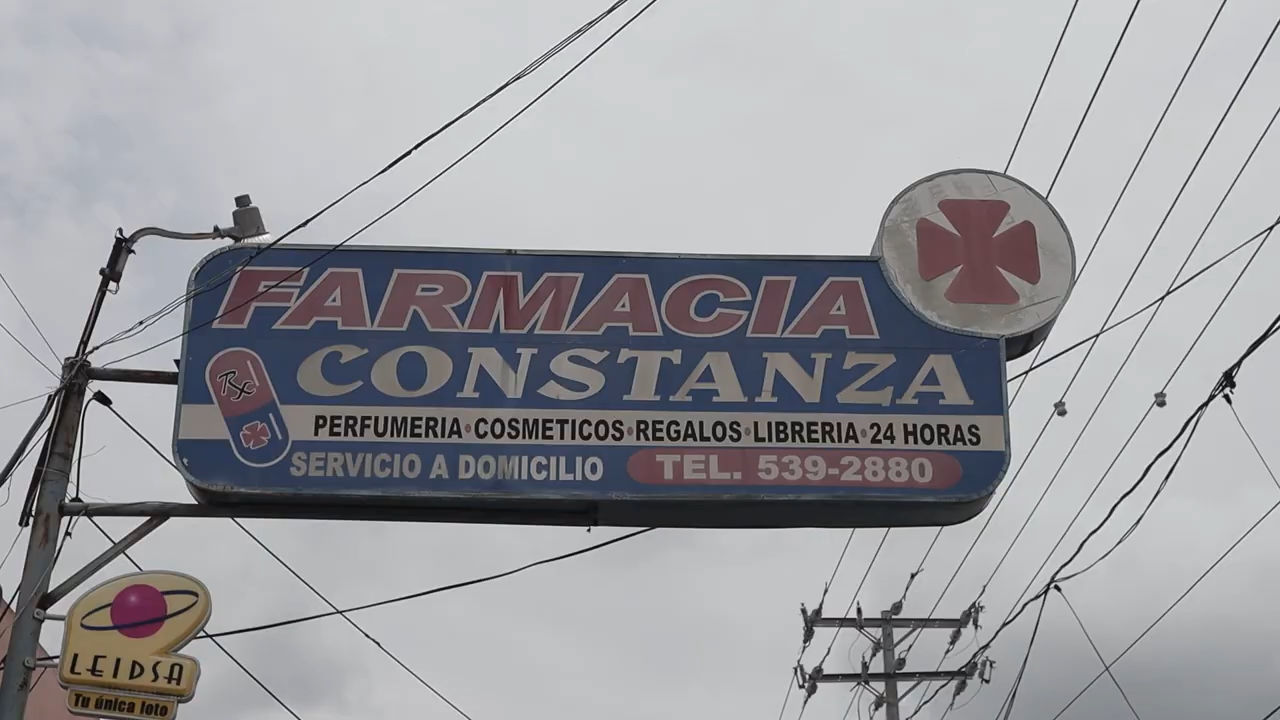 FARMACIA
CONSTANZA
Rx
PERFUMERIA•COSMETICOS•REGALOS•LIBRERIA•24 HORAS
SERVICIO A DOMICILIO
TEL. 539-2880
LEIDSA
Tu única loto